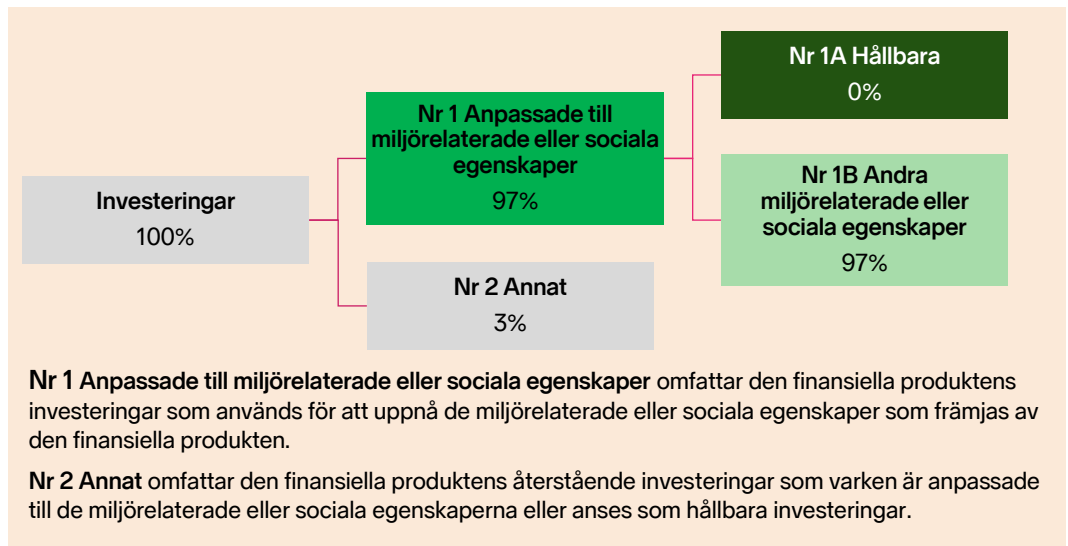 Investeringar
100%
Nr 1 Anpassade till
miljörelaterade eller sociala
egenskaper
97%
Nr 2 Annat
3%
Nr 1A Hållbara
0%
Nr 1B Andra
miljörelaterade eller
sociala egenskaper
97%
Nr 1 Anpassade till miljörelaterade eller sociala egenskaper omfattar den finansiella produktens
investeringar som används för att uppnå de miljörelaterade eller sociala egenskaper som främjas av
den finansiella produkten.
Nr 2 Annat omfattar den finansiella produktens återstående investeringar som varken är anpassade
till de miljörelaterade eller sociala egenskaperna eller anses som hållbara investeringar.